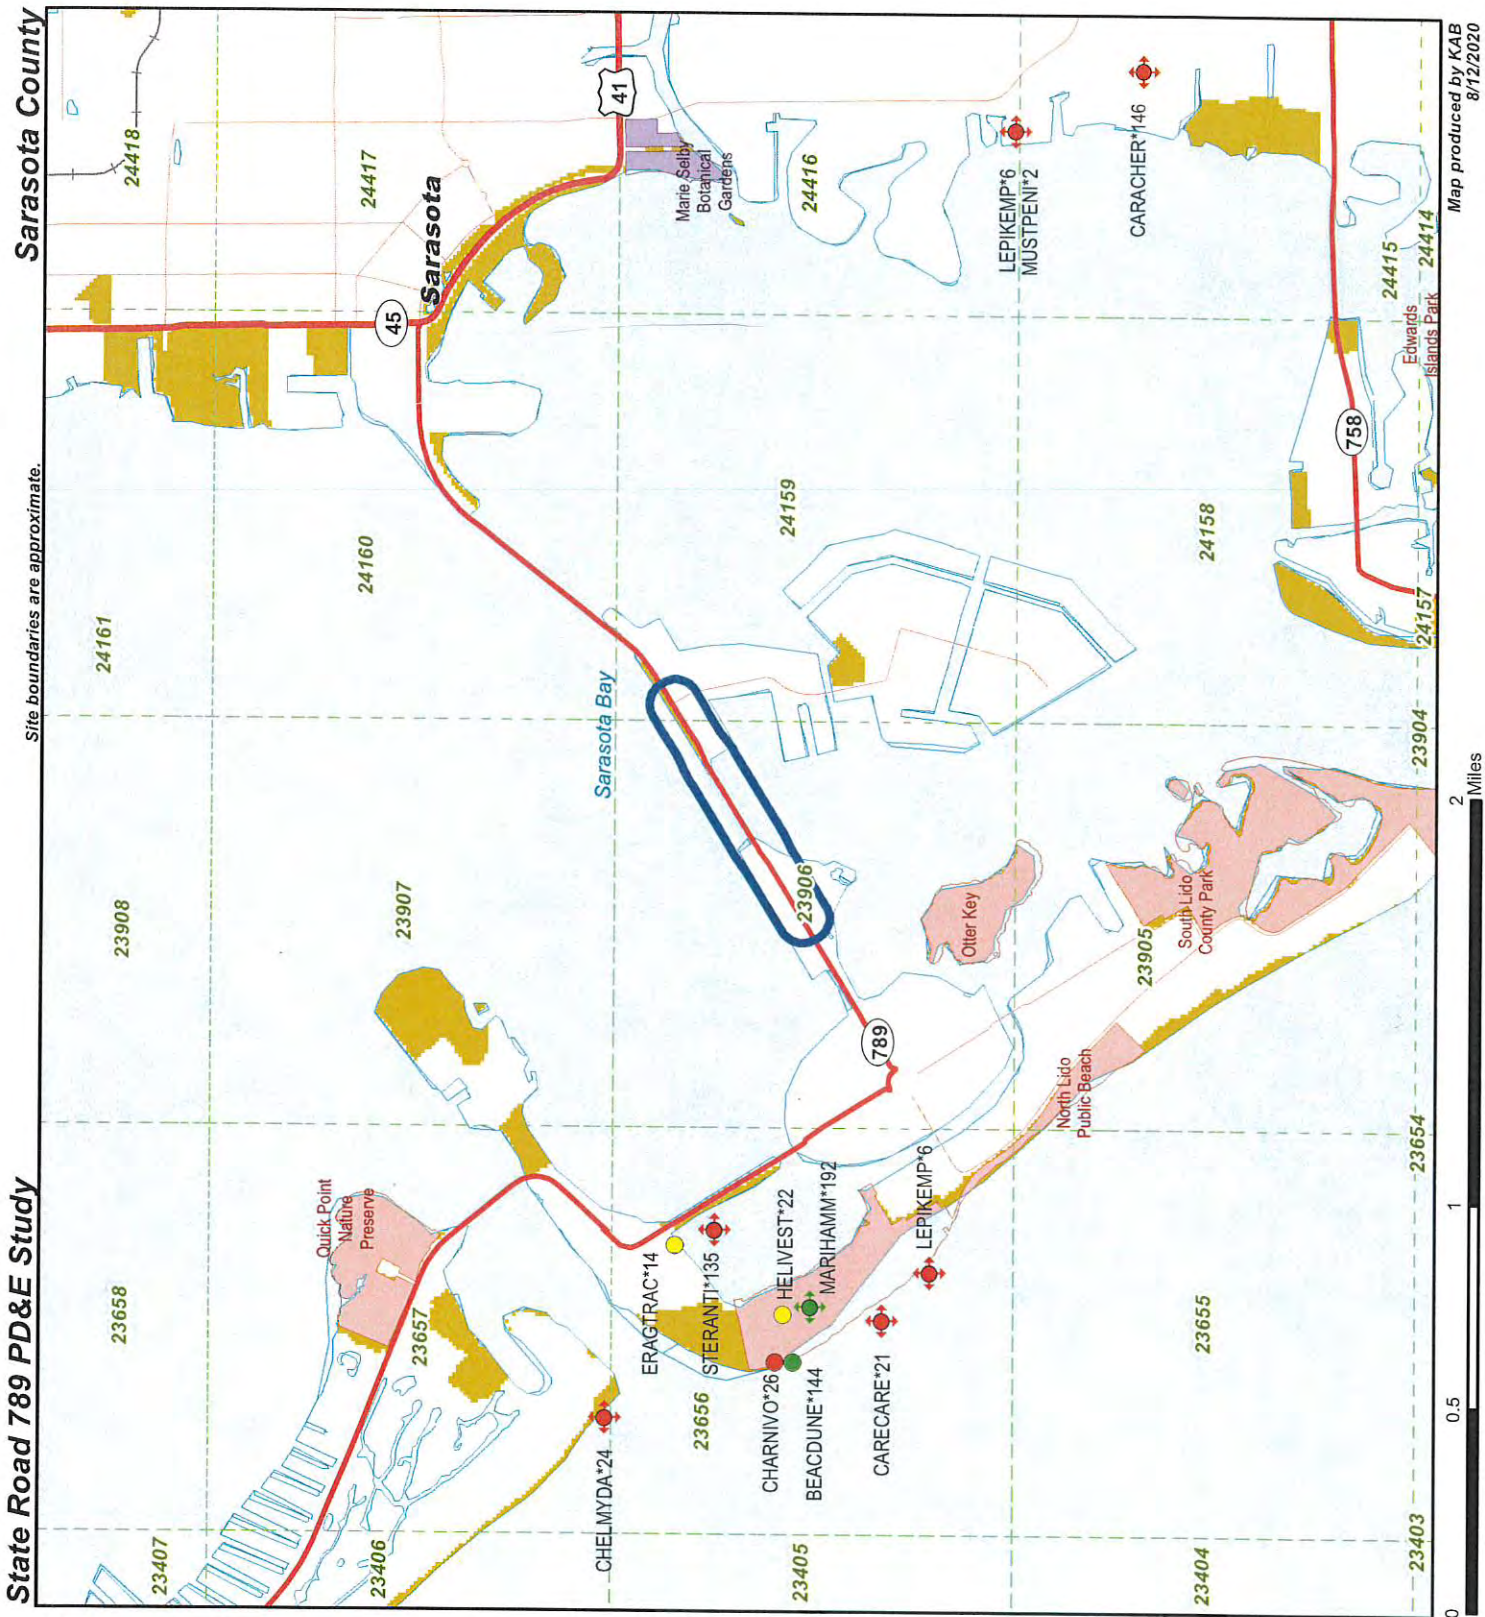 State Road 789 PD&E Study
Site boundaries are approximate.
Sarasota County
23407
23658
23908
24161
24418
23406
23657
23907
24160
24417
Quick Point
Nature
Preserve
45
Sarasota
41
Sarasota Bay
Marie Selby
Botanical
Gardens
CHELMYDA*24
ERAGTRAC*14
STERANTI*135
23656
CHARNIVO*26
BEACDUNE*144
HELIVEST*22
MARIHAMM*192
23405
23906
24159
24416
789
CARECARE*21
LEPIKEMP*6
Otter Key
LEPIKEMP*6
MUSTPENI*2
North Lido
Public Beach
23905
South Lido
County Park
CARACHER*146
23404
23655
24158
758
24415
Edwards
Islands Park
23403
23654
23904
24157
24414
0
0.5
1
2
Miles
Map produced by KAB
8/12/2020